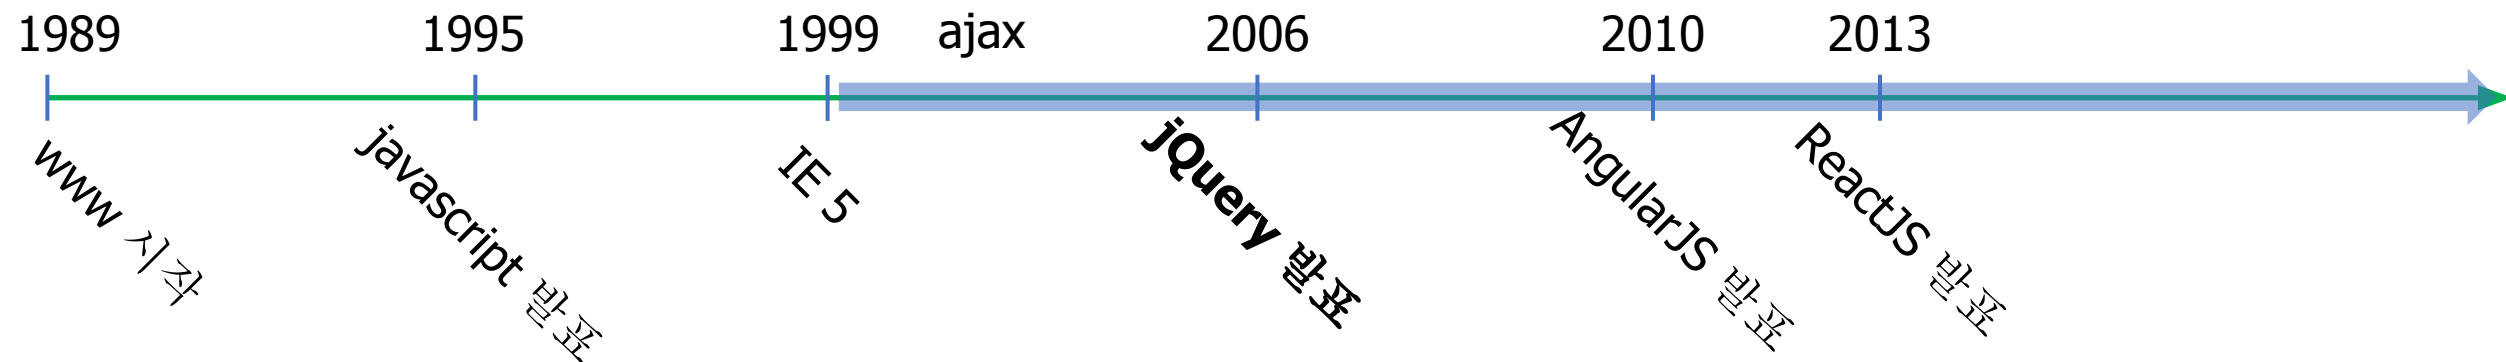 1989
1995
1999
ajax
2006
2010
2013
www 시작
javascript 발표
IE 5
jQuery 발표
AngularJS 발표
ReactJS 발표